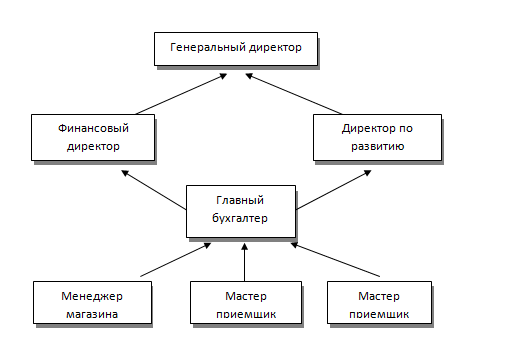 Генеральный директор
Финансовый
директор
Директор по
развитию
Главный
бухгалтер
Менеджер
магазина
Мастер
приемщик
Мастер
приемщик